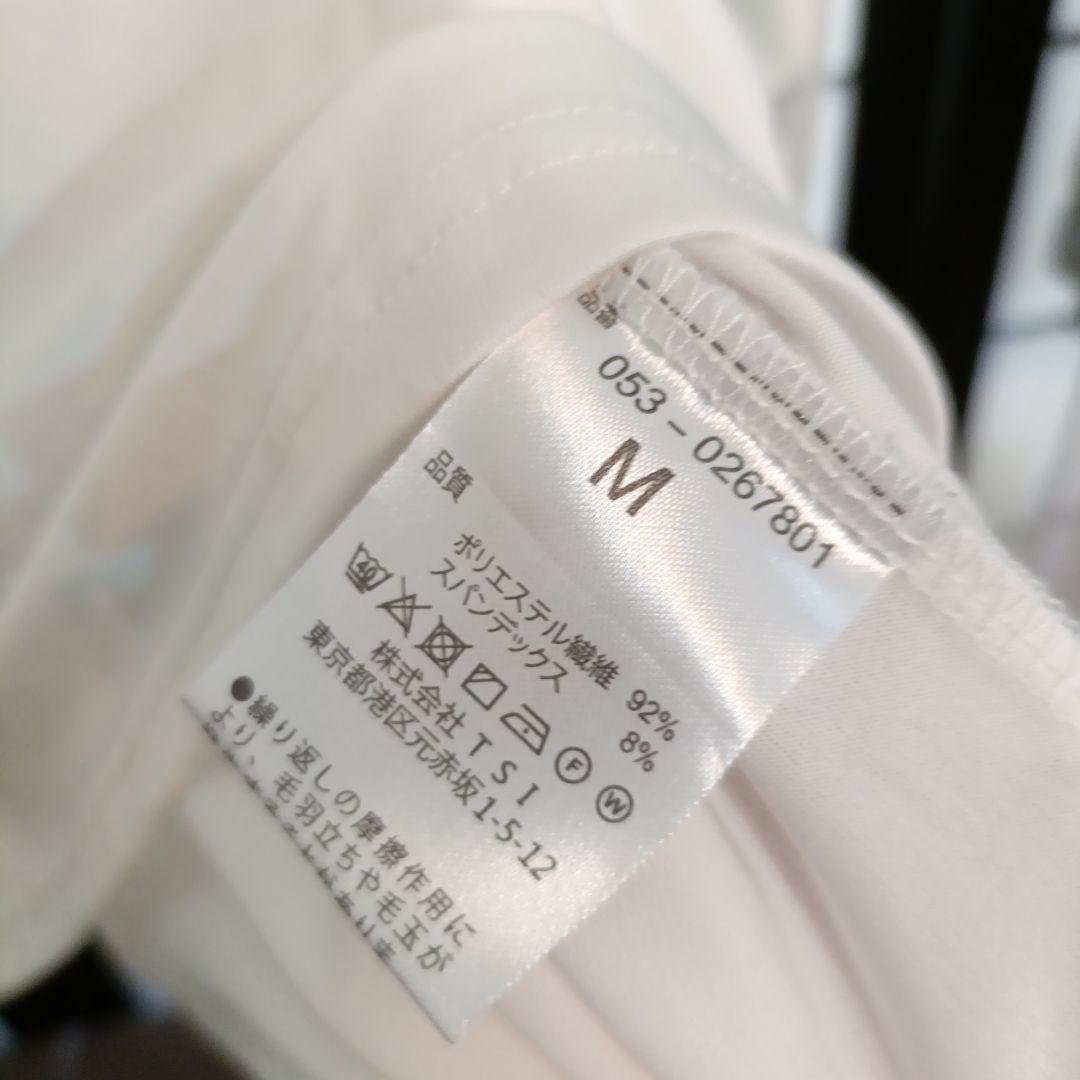 品番
053-0267801
M
品質
ポリエステル繊維 92%
スパンデックス 8%
40 F W
株式会社TSI
東京都港区元赤坂1-5-12
●繰り返しの摩擦作用に
より、毛羽立ちや毛玉が